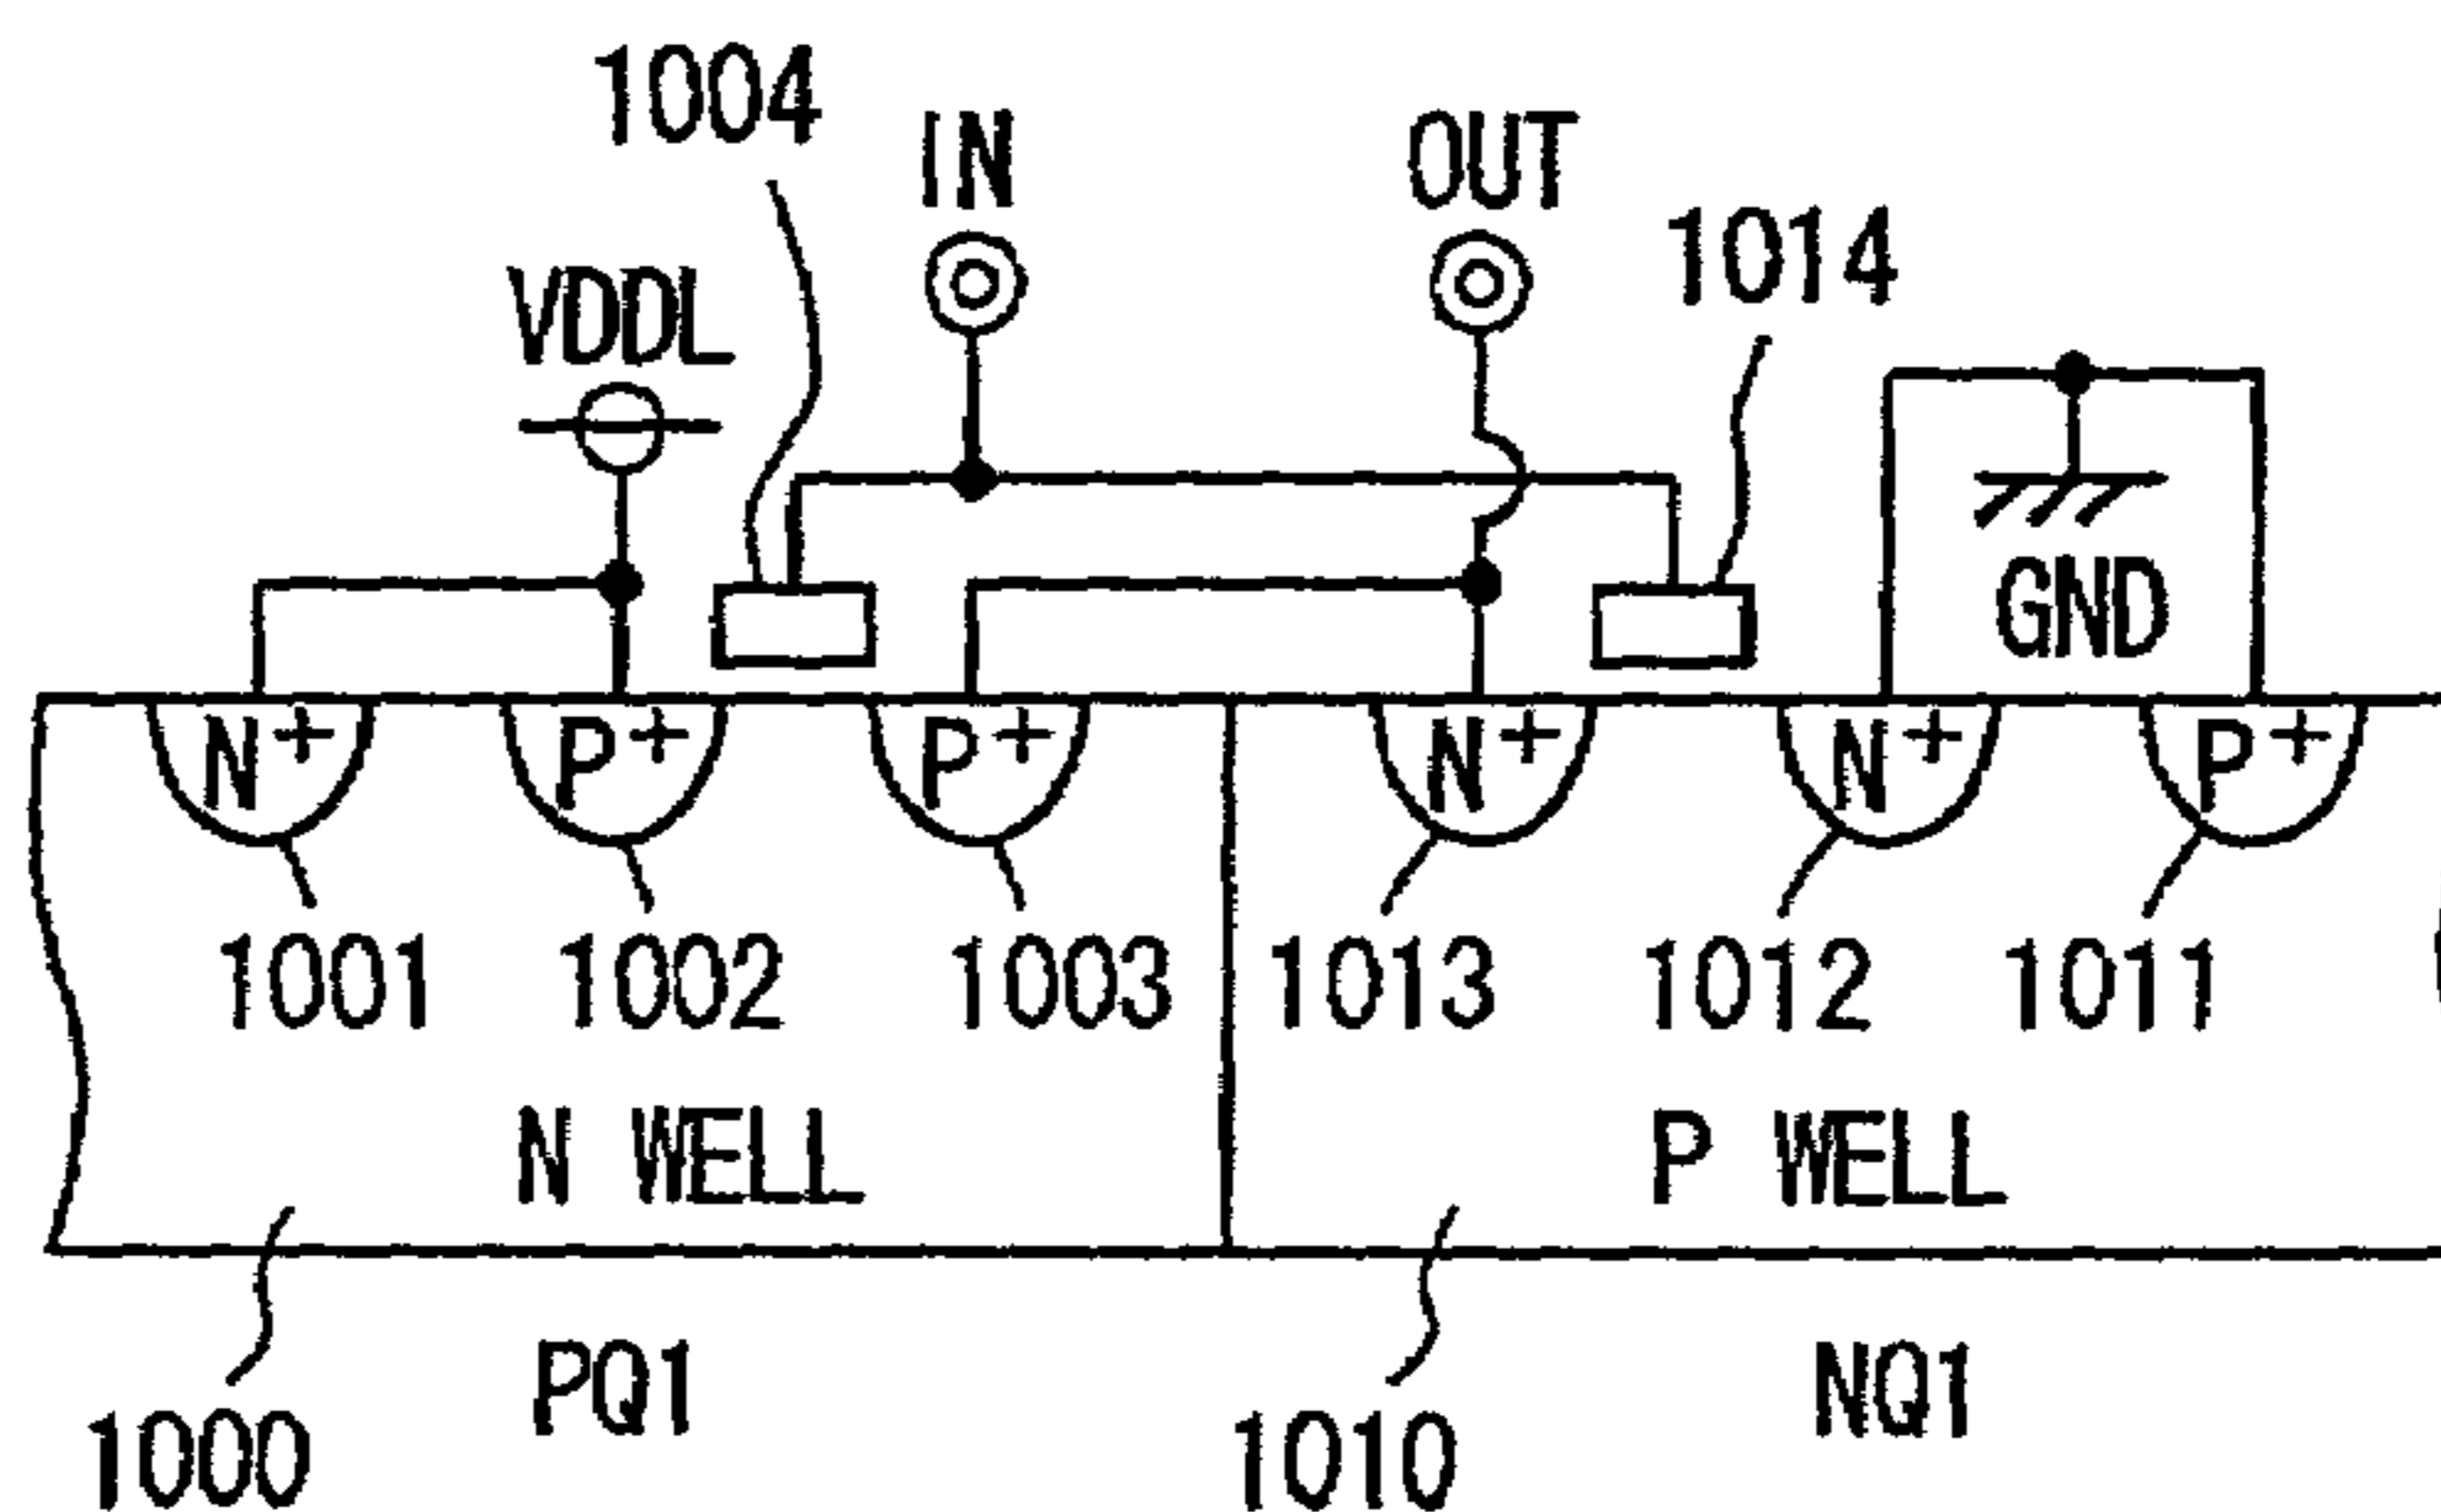 1004
IN
OUT
1014
VDDL
GND
N+ P+ P+ N+ N+ P+
1001 1002 1003 1013 1012 1011
N WELL P WELL
PQ1 NQ1
1000 1010